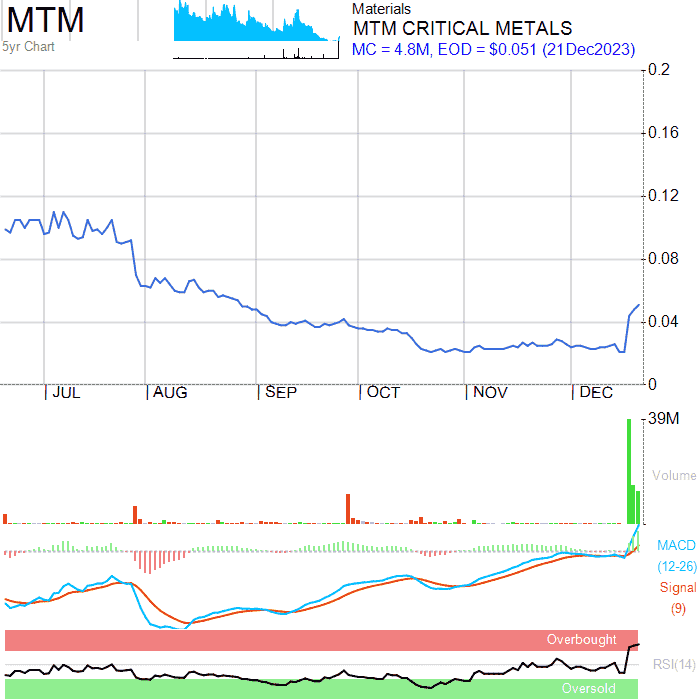 MTM
5yr Chart
Materials
MTM CRITICAL METALS
MC = 4.8M, EOD = $0.051 (21Dec2023)
0.2
0.16
0.12
0.08
0.04
0
JUL
AUG
SEP
OCT
NOV
DEC
39M
Volume
MACD
(12-26)
Signal
(9)
Overbought
RSI(14)
Oversold